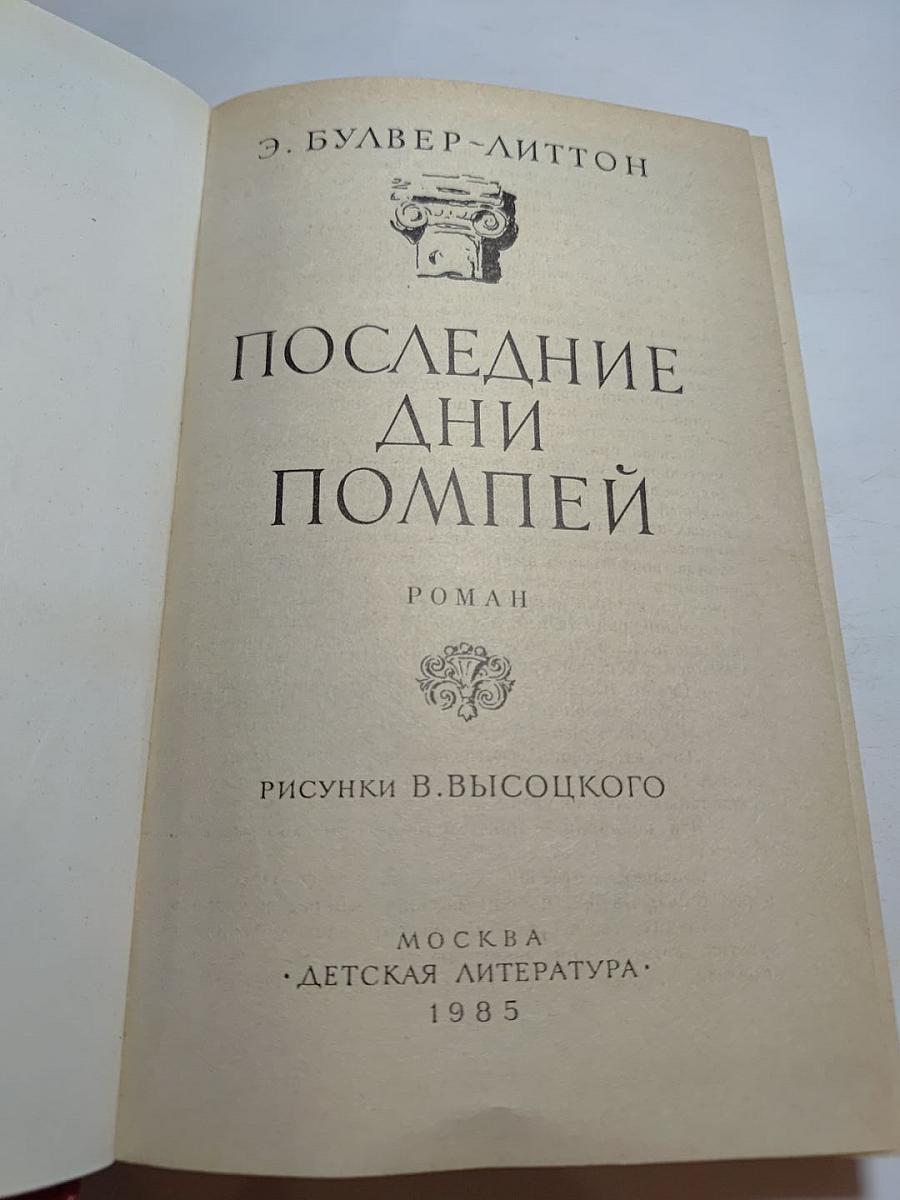 Э. БУЛВЕР-ЛИТТОН
ПОСЛЕДНИЕ
ДНИ
ПОМПЕЙ
РОМАН
РИСУНКИ В. ВЫСОЦКОГО
МОСКВА
·ДЕТСКАЯ ЛИТЕРАТУРА·
1985